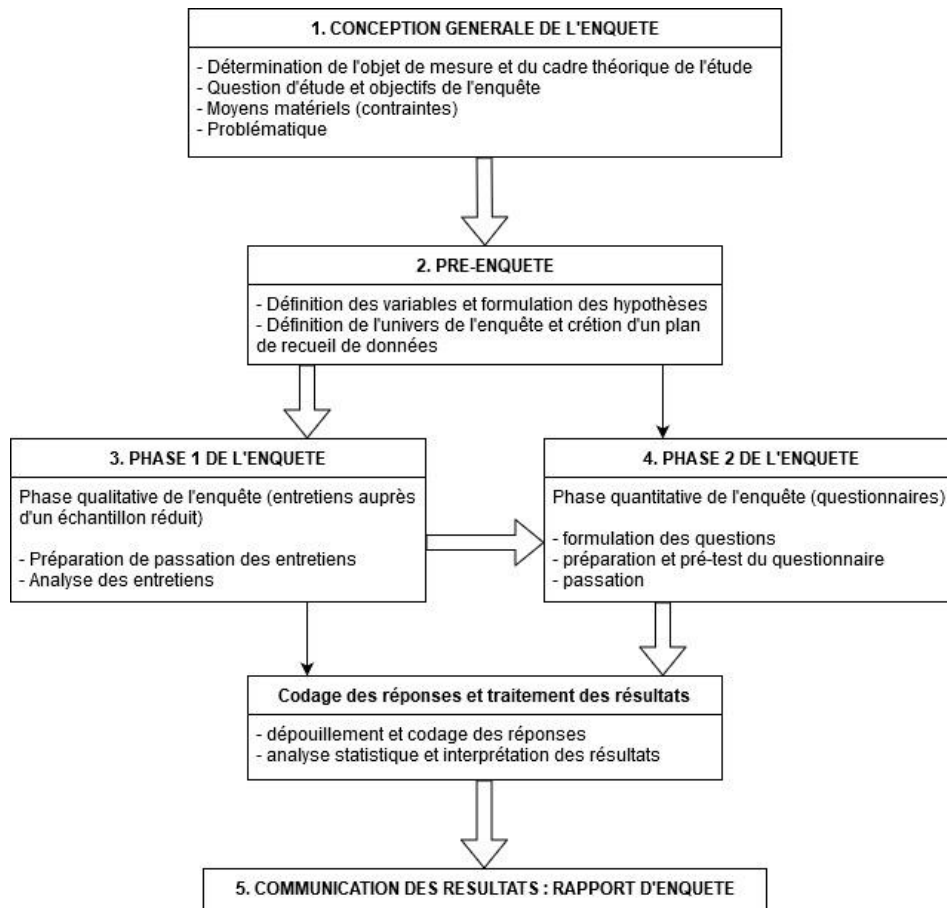 1. CONCEPTION GENERALE DE L'ENQUETE
- Détermination de l'objet de mesure et du cadre théorique de l'étude
- Question d'étude et objectifs de l'enquête
- Moyens matériels (contraintes)
- Problématique
2. PRE-ENQUETE
- Définition des variables et formulation des hypothèses
- Définition de l'univers de l'enquête et crétion d'un plan
de recueil de données
3. PHASE 1 DE L'ENQUETE
Phase qualitative de l'enquête (entretiens auprès
d'un échantillon réduit)
- Préparation de passation des entretiens
- Analyse des entretiens
4. PHASE 2 DE L'ENQUETE
Phase quantitative de l'enquête (questionnaires)
- formulation des questions
- préparation et pré-test du questionnaire
- passation
Codage des réponses et traitement des résultats
- dépouillement et codage des réponses
- analyse statistique et interprétation des résultats
5. COMMUNICATION DES RESULTATS : RAPPORT D'ENQUETE